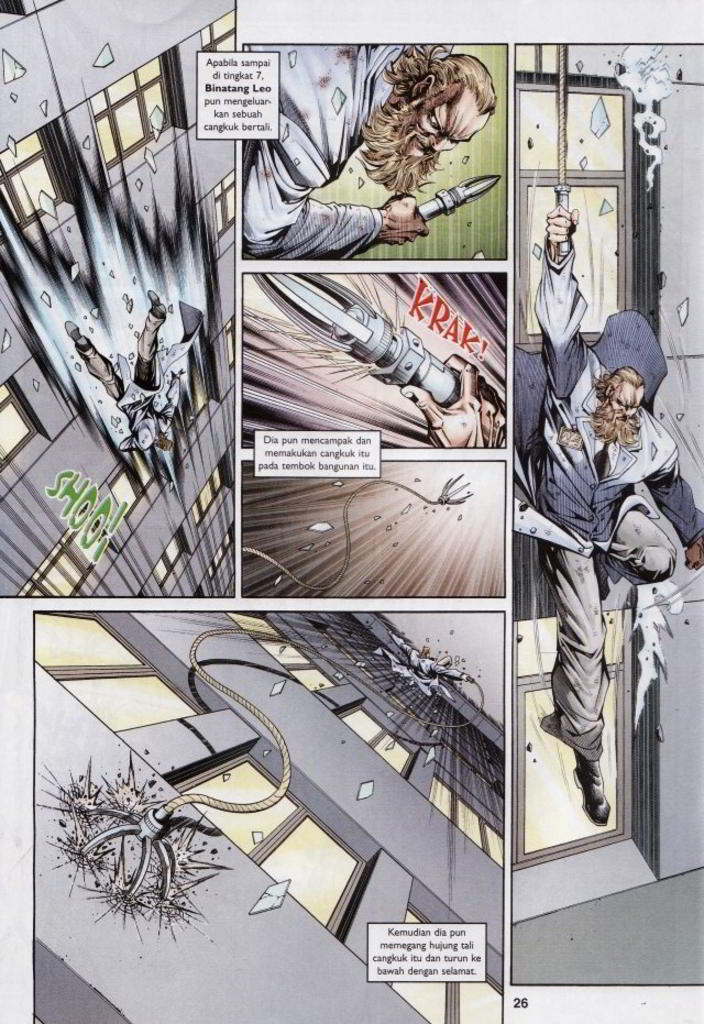 Apabila sampai
di tingkat 7,
Binatang Leo
pun mengeluar-
kan sebuah
cangkuk bertali.
KRAK!
Dia pun mencampak dan
memakukan cangkuk itu
pada tembok bangunan itu.
SHOO!
Kemudian dia pun
memegang hujung tali
cangkuk itu dan turun ke
bawah dengan selamat.
26